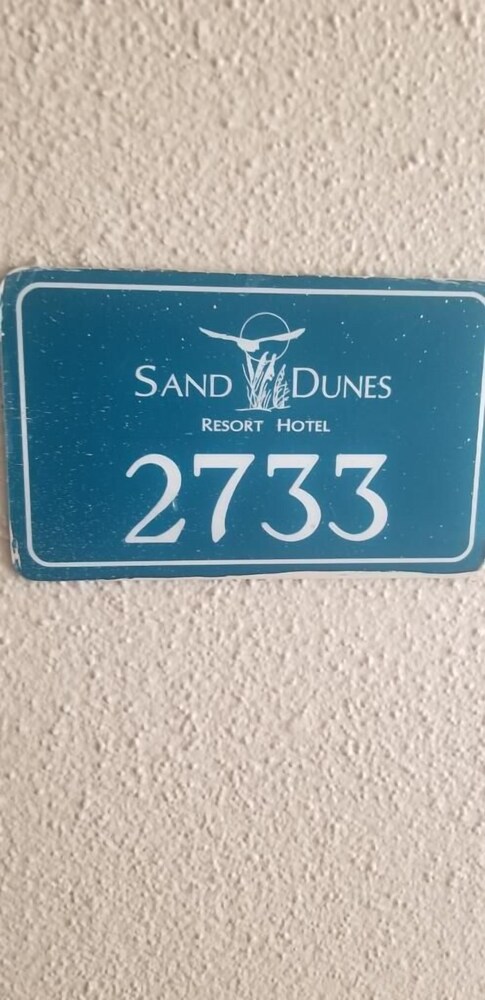 SAND DUNES
RESORT HOTEL
2733